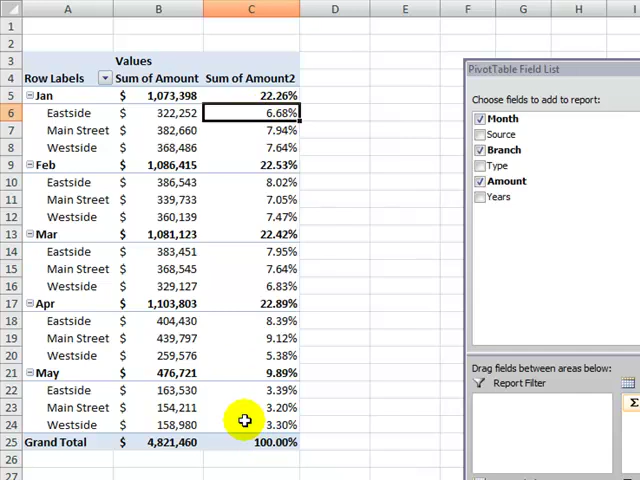 A B C D E F G H I
1
2
3 Values
4 Row Labels Sum of Amount Sum of Amount2
5 Jan $ 1,073,398 22.26%
6 Eastside $ 322,252 6.68%
7 Main Street $ 382,660 7.94%
8 Westside $ 368,486 7.64%
9 Feb $ 1,086,415 22.53%
10 Eastside $ 386,543 8.02%
11 Main Street $ 339,733 7.05%
12 Westside $ 360,139 7.47%
13 Mar $ 1,081,123 22.42%
14 Eastside $ 383,451 7.95%
15 Main Street $ 368,545 7.64%
16 Westside $ 329,127 6.83%
17 Apr $ 1,103,803 22.89%
18 Eastside $ 404,430 8.39%
19 Main Street $ 439,797 9.12%
20 Westside $ 259,576 5.38%
21 May $ 476,721 9.89%
22 Eastside $ 163,530 3.39%
23 Main Street $ 154,211 3.20%
24 Westside $ 158,980 3.30%
25 Grand Total $ 4,821,460 100.00%
26
27
PivotTable Field List
Choose fields to add to report:
Month
Source
Branch
Type
Amount
Years
Drag fields between areas below:
Report Filter
Σ